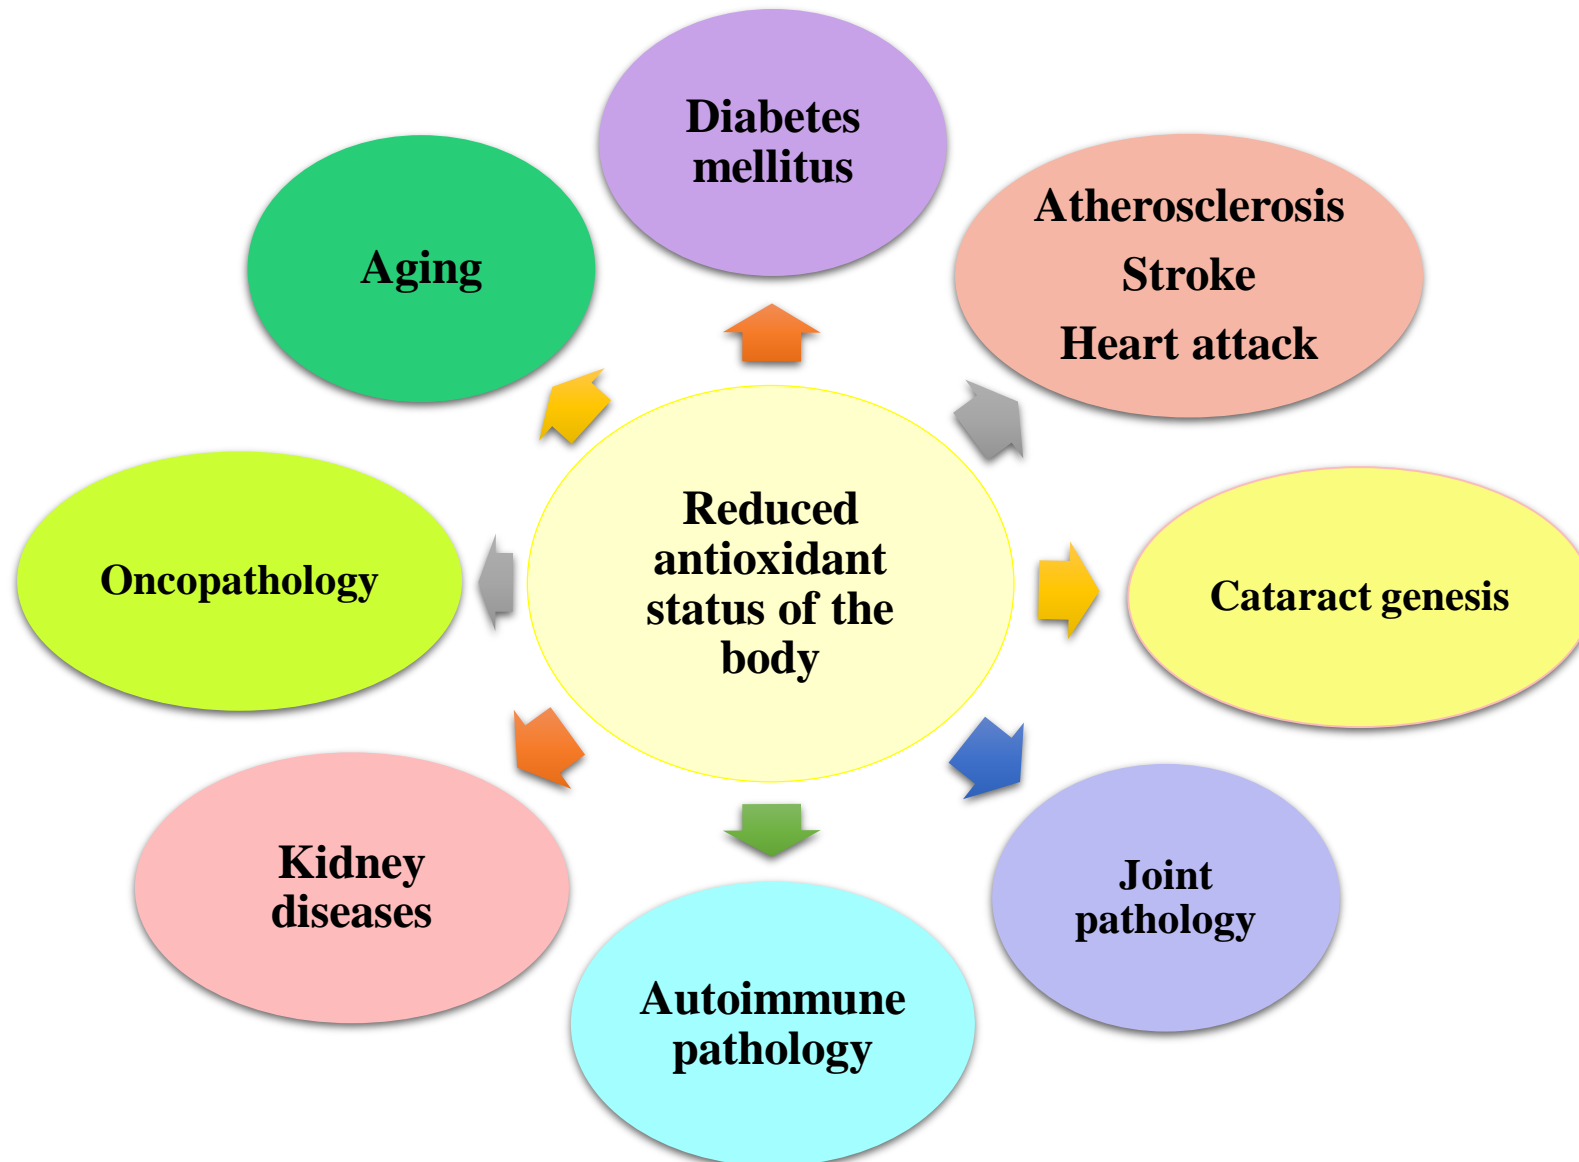 Diabetes
mellitus
Atherosclerosis
Stroke
Heart attack
Aging
Reduced
antioxidant
status of the
body
Oncopathology
Cataract genesis
Kidney
diseases
Joint
pathology
Autoimmune
pathology